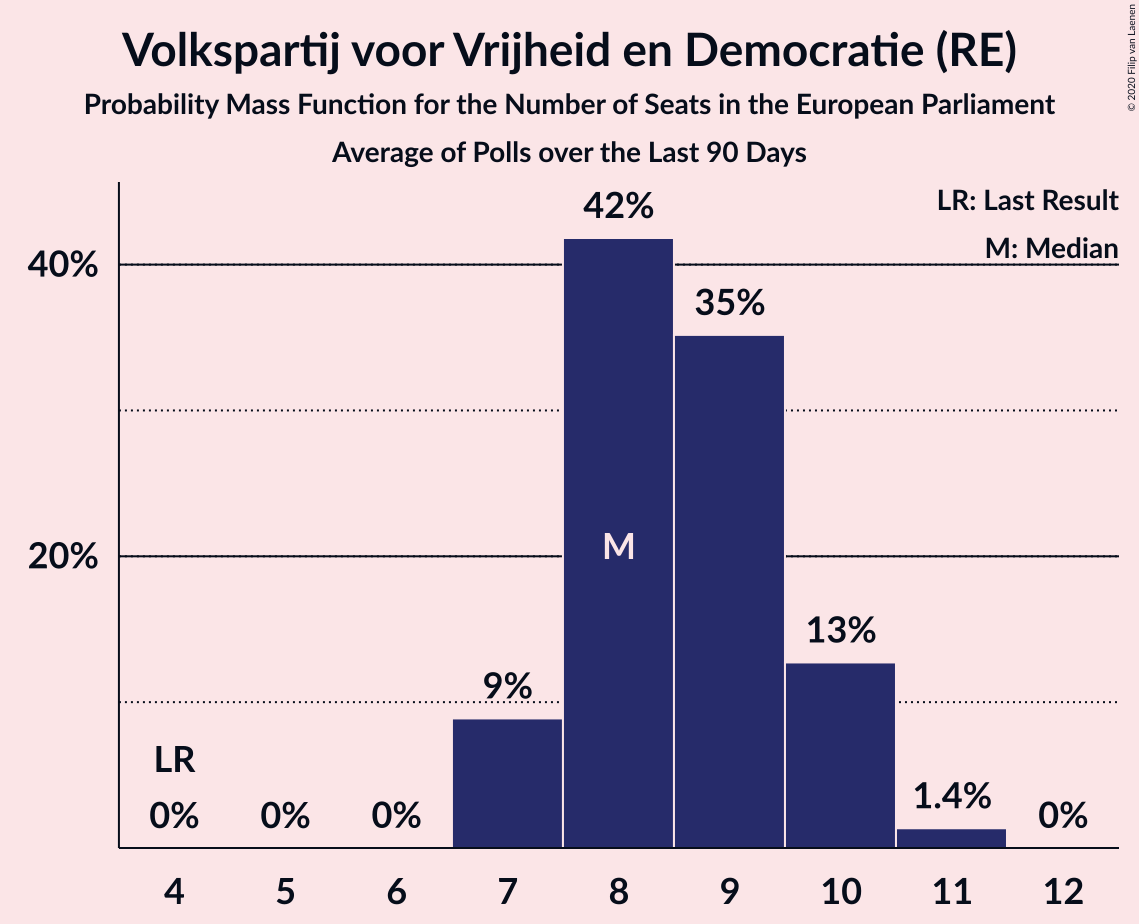 Volkspartij voor Vrijheid en Democratie (RE)
Probability Mass Function for the Number of Seats in the European Parliament
Average of Polls over the Last 90 Days
© 2020 Filip van Laenen
LR: Last Result
M: Median
42%
40%
35%
M
20%
13%
9%
LR
1.4%
0% 0% 0% 0%
4 5 6 7 8 9 10 11 12